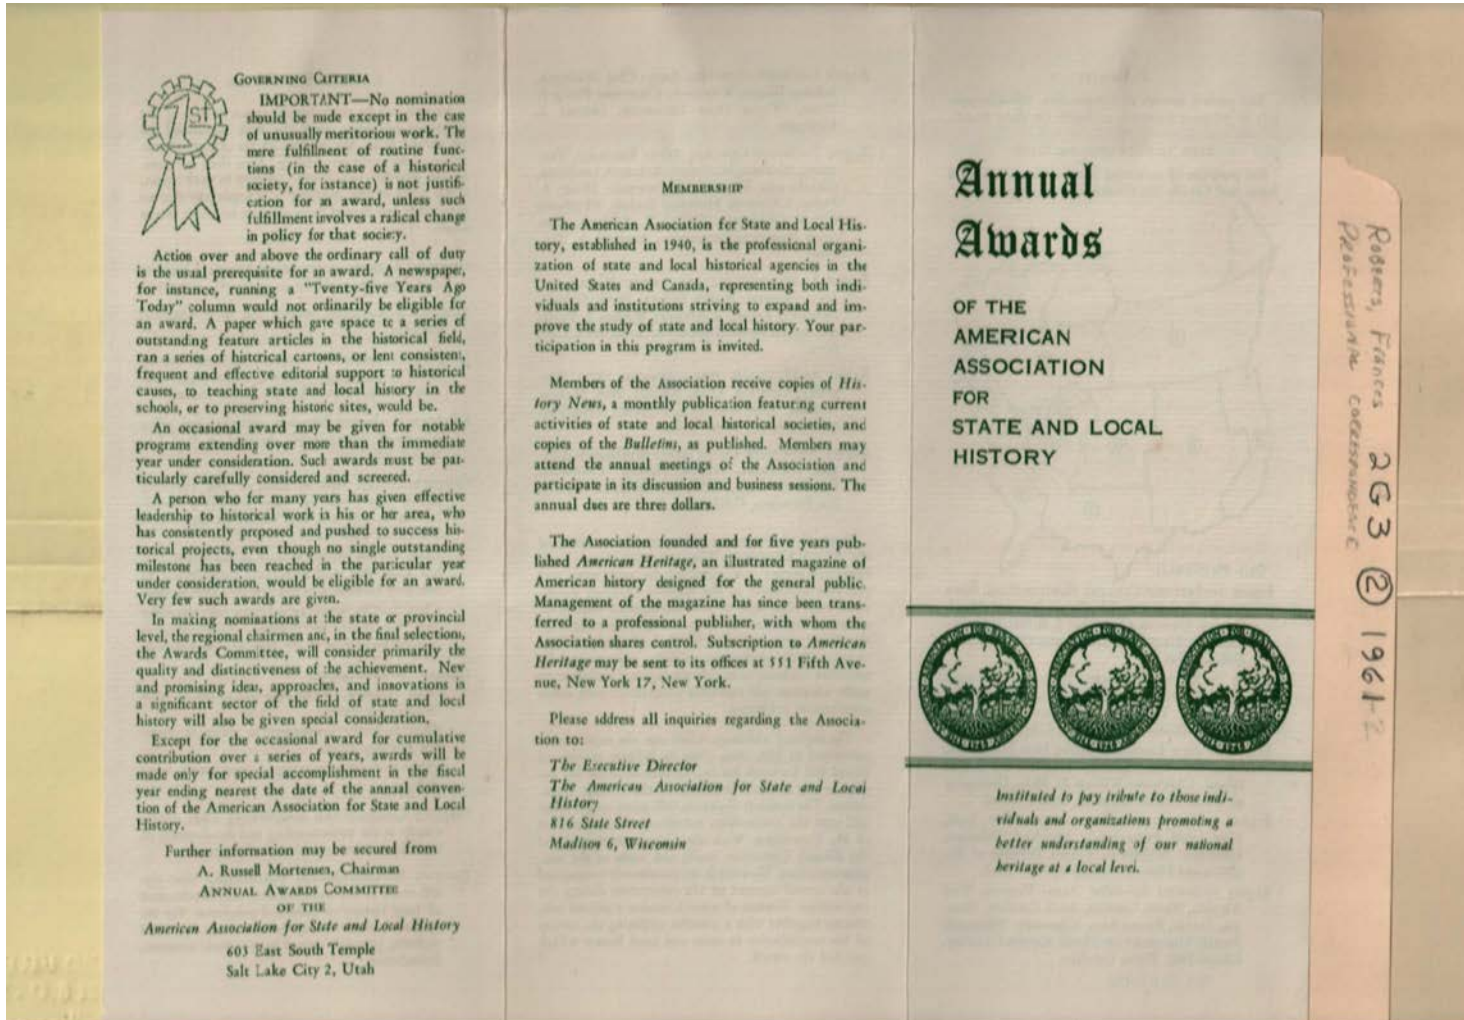 1st
GOVERNING CRITERIA
IMPORTANT—No nomination
should be made except in the case
of unusually meritorious work. The
mere fulfillment of routine func-
tions (in the case of a historical
society, for instance) is not justifi-
cation for an award, unless such
fulfillment involves a radical change
in policy for that society.
Action over and above the ordinary call of duty
is the usual prerequisite for an award. A newspaper,
for instance, running a "Twenty-five Years Ago
Today" column would not ordinarily be eligible for
an award. A paper which gave space to a series of
outstanding feature articles in the historical field,
ran a series of historical cartoons, or lent consistent,
frequent and effective editorial support to historical
causes, to teaching state and local history in the
schools, or to preserving historic sites, would be.
An occasional award may be given for notable
programs extending over more than the immediate
year under consideration. Such awards must be par-
ticularly carefully considered and screened.
A person who for many years has given effective
leadership to historical work in his or her area, who
has consistently proposed and pushed to success his-
torical projects, even though no single outstanding
milestone has been reached in the particular year
under consideration, would be eligible for an award.
Very few such awards are given.
In making nominations at the state or provincial
level, the regional chairmen and, in the final selections,
the Awards Committee, will consider primarily the
quality and distinctiveness of the achievement. New
and promising ideas, approaches, and innovations in
a significant sector of the field of state and local
history will also be given special consideration.
Except for the occasional award for cumulative
contribution over a series of years, awards will be
made only for special accomplishment in the fiscal
year ending nearest the date of the annual conven-
tion of the American Association for State and Local
History.
Further information may be secured from
A. Russell Mortensen, Chairman
ANNUAL AWARDS COMMITTEE
OF THE
American Association for State and Local History
603 East South Temple
Salt Lake City 2, Utah
MEMBERSHIP
The American Association for State and Local His-
tory, established in 1940, is the professional organi-
zation of state and local historical agencies in the
United States and Canada, representing both indi-
viduals and institutions striving to expand and im-
prove the study of state and local history. Your par-
ticipation in this program is invited.
Members of the Association receive copies of His-
tory News, a monthly publication featuring current
activities of state and local historical societies, and
copies of the Bulletins, as published. Members may
attend the annual meetings of the Association and
participate in its discussion and business sessions. The
annual dues are three dollars.
The Association founded and for five years pub-
lished American Heritage, an illustrated magazine of
American history designed for the general public.
Management of the magazine has since been trans-
ferred to a professional publisher, with whom the
Association shares control. Subscription to American
Heritage may be sent to its offices at 551 Fifth Ave-
nue, New York 17, New York.
Please address all inquiries regarding the Associa-
tion to:
The Executive Director
The American Association for State and Local
History
816 State Street
Madison 6, Wisconsin
Annual
Awards
OF THE
AMERICAN
ASSOCIATION
FOR
STATE AND LOCAL
HISTORY
Instituted to pay tribute to those indi-
viduals and organizations promoting a
better understanding of our national
heritage at a local level.
Roberts, Frances 2G3 ② 1961-2
Professional Correspondence